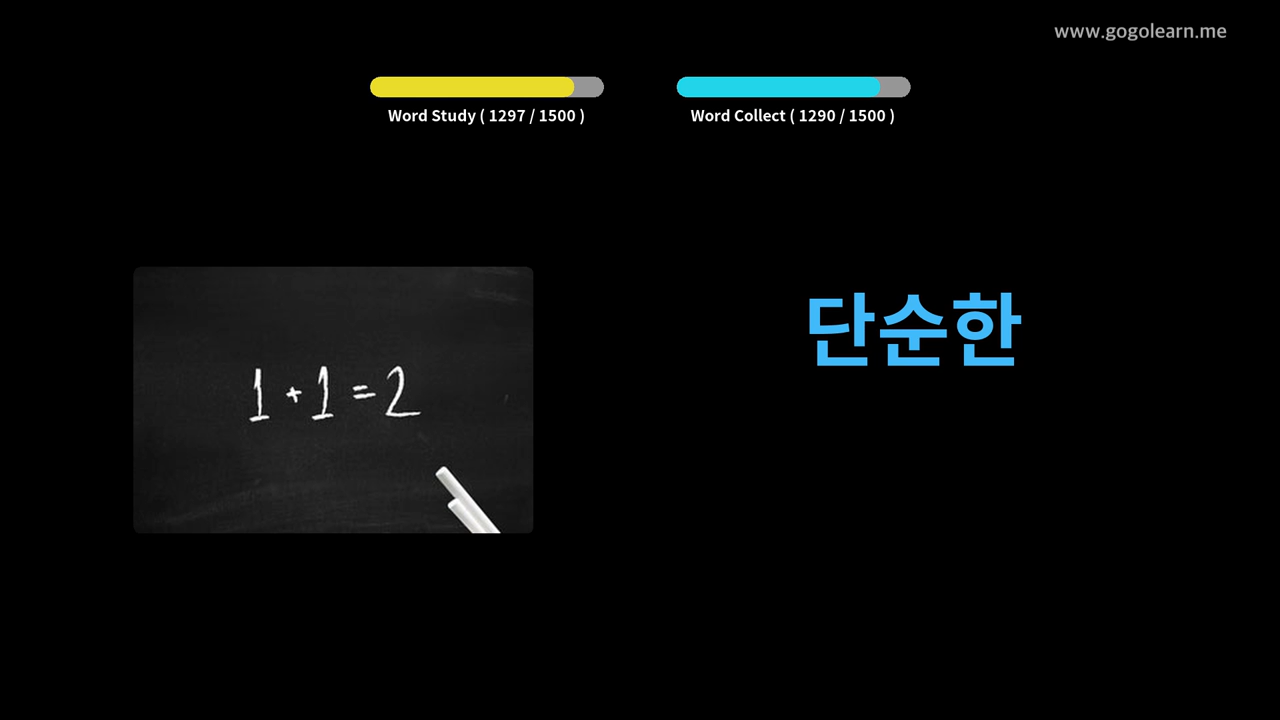 www.gogolearn.me
Word Study ( 1297 / 1500 )
Word Collect ( 1290 / 1500 )
1 + 1 = 2
단순한